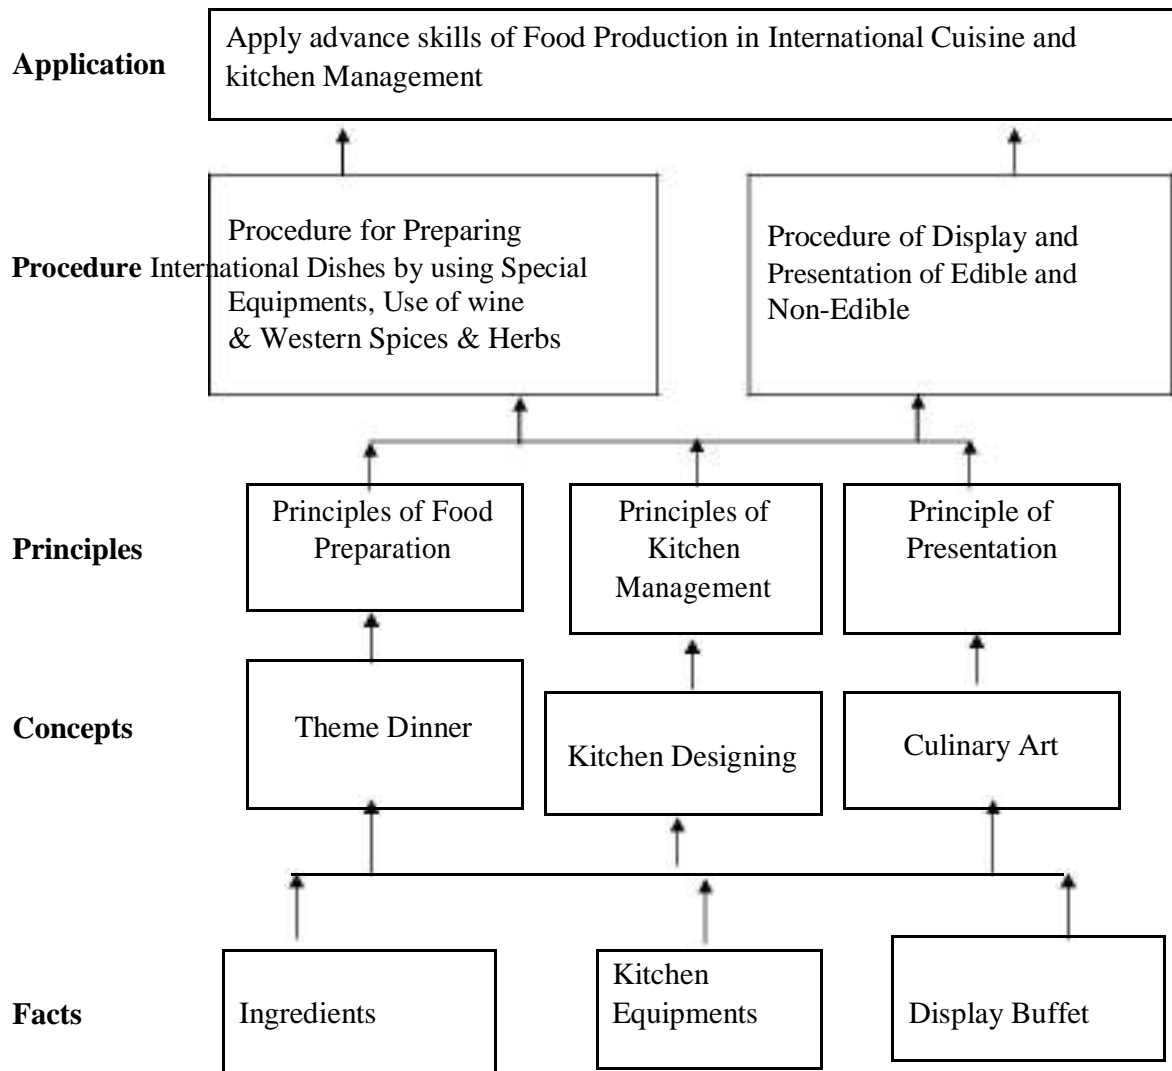 Application
Apply advance skills of Food Production in International Cuisine and
kitchen Management
Procedure
Procedure for Preparing
International Dishes by using Special
Equipments, Use of wine
& Western Spices & Herbs
Procedure of Display and
Presentation of Edible and
Non-Edible
Principles
Principles of Food
Preparation
Principles of
Kitchen
Management
Principle of
Presentation
Concepts
Theme Dinner
Kitchen Designing
Culinary Art
Facts
Ingredients
Kitchen
Equipments
Display Buffet